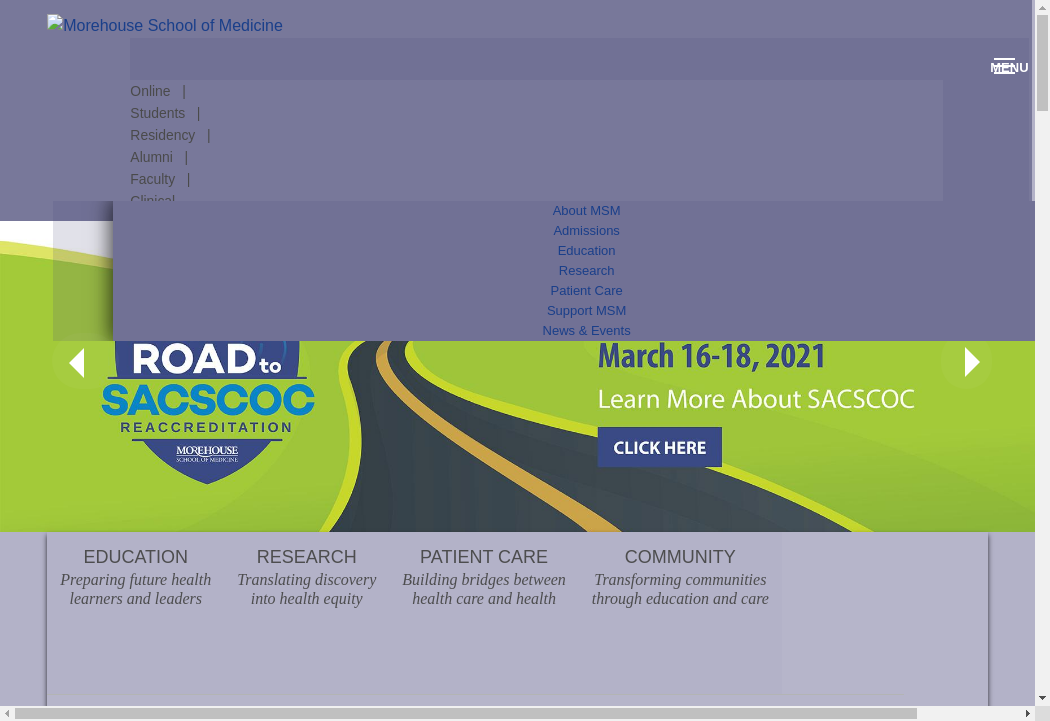 Morehouse School of Medicine
MENU
Online |
Students |
Residency |
Alumni |
Faculty |
Clinical
About MSM
Admissions
Education
Research
Patient Care
Support MSM
News & Events
ROAD to
SACSCOC
REACCREDITATION
MOREHOUSE
SCHOOL OF MEDICINE
March 16-18, 2021
Learn More About SACSCOC
CLICK HERE
EDUCATION
Preparing future health
learners and leaders
RESEARCH
Translating discovery
into health equity
PATIENT CARE
Building bridges between
health care and health
COMMUNITY
Transforming communities
through education and care